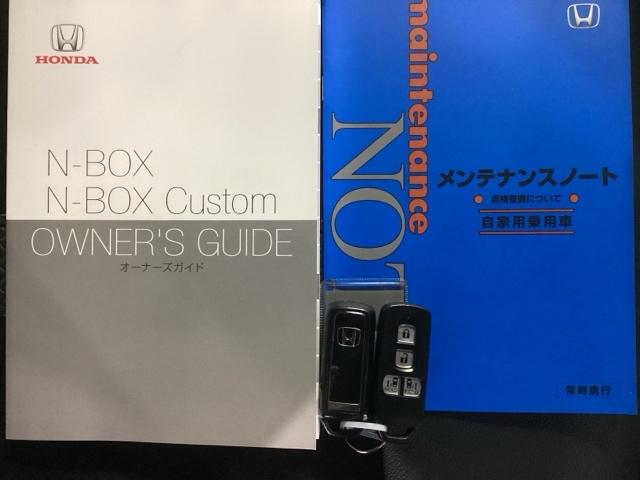 HONDA
N-BOX
N-BOX Custom
OWNER'S GUIDE
オーナーズガイド
maintenance
NOT
メンテナンスノート
点検整備について
自家用乗用車
常時携行